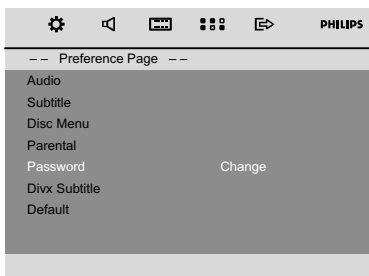 PHILIPS
-- Preference Page --
Audio
Subtitle
Disc Menu
Parental
Password Change
Divx Subtitle
Default